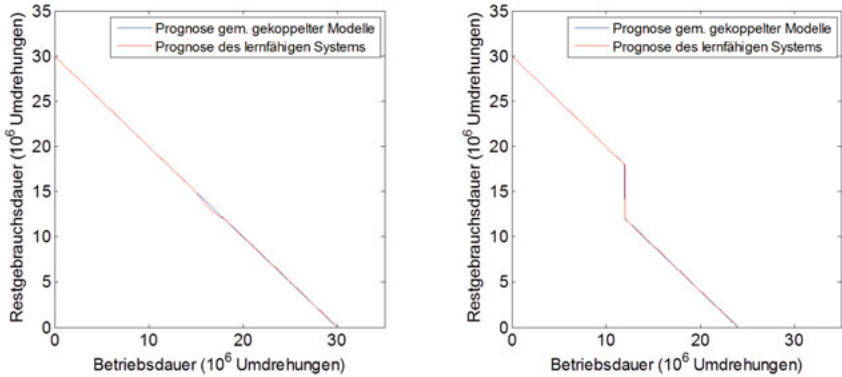 Restgebrauchsdauer (10⁶ Umdrehungen)
35
30
25
20
15
10
5
0
Prognose gem. gekoppelter Modelle
Prognose des lernfähigen Systems
0 10 20 30
Betriebsdauer (10⁶ Umdrehungen)
Restgebrauchsdauer (10⁶ Umdrehungen)
35
30
25
20
15
10
5
0
Prognose gem. gekoppelter Modelle
Prognose des lernfähigen Systems
0 10 20 30
Betriebsdauer (10⁶ Umdrehungen)